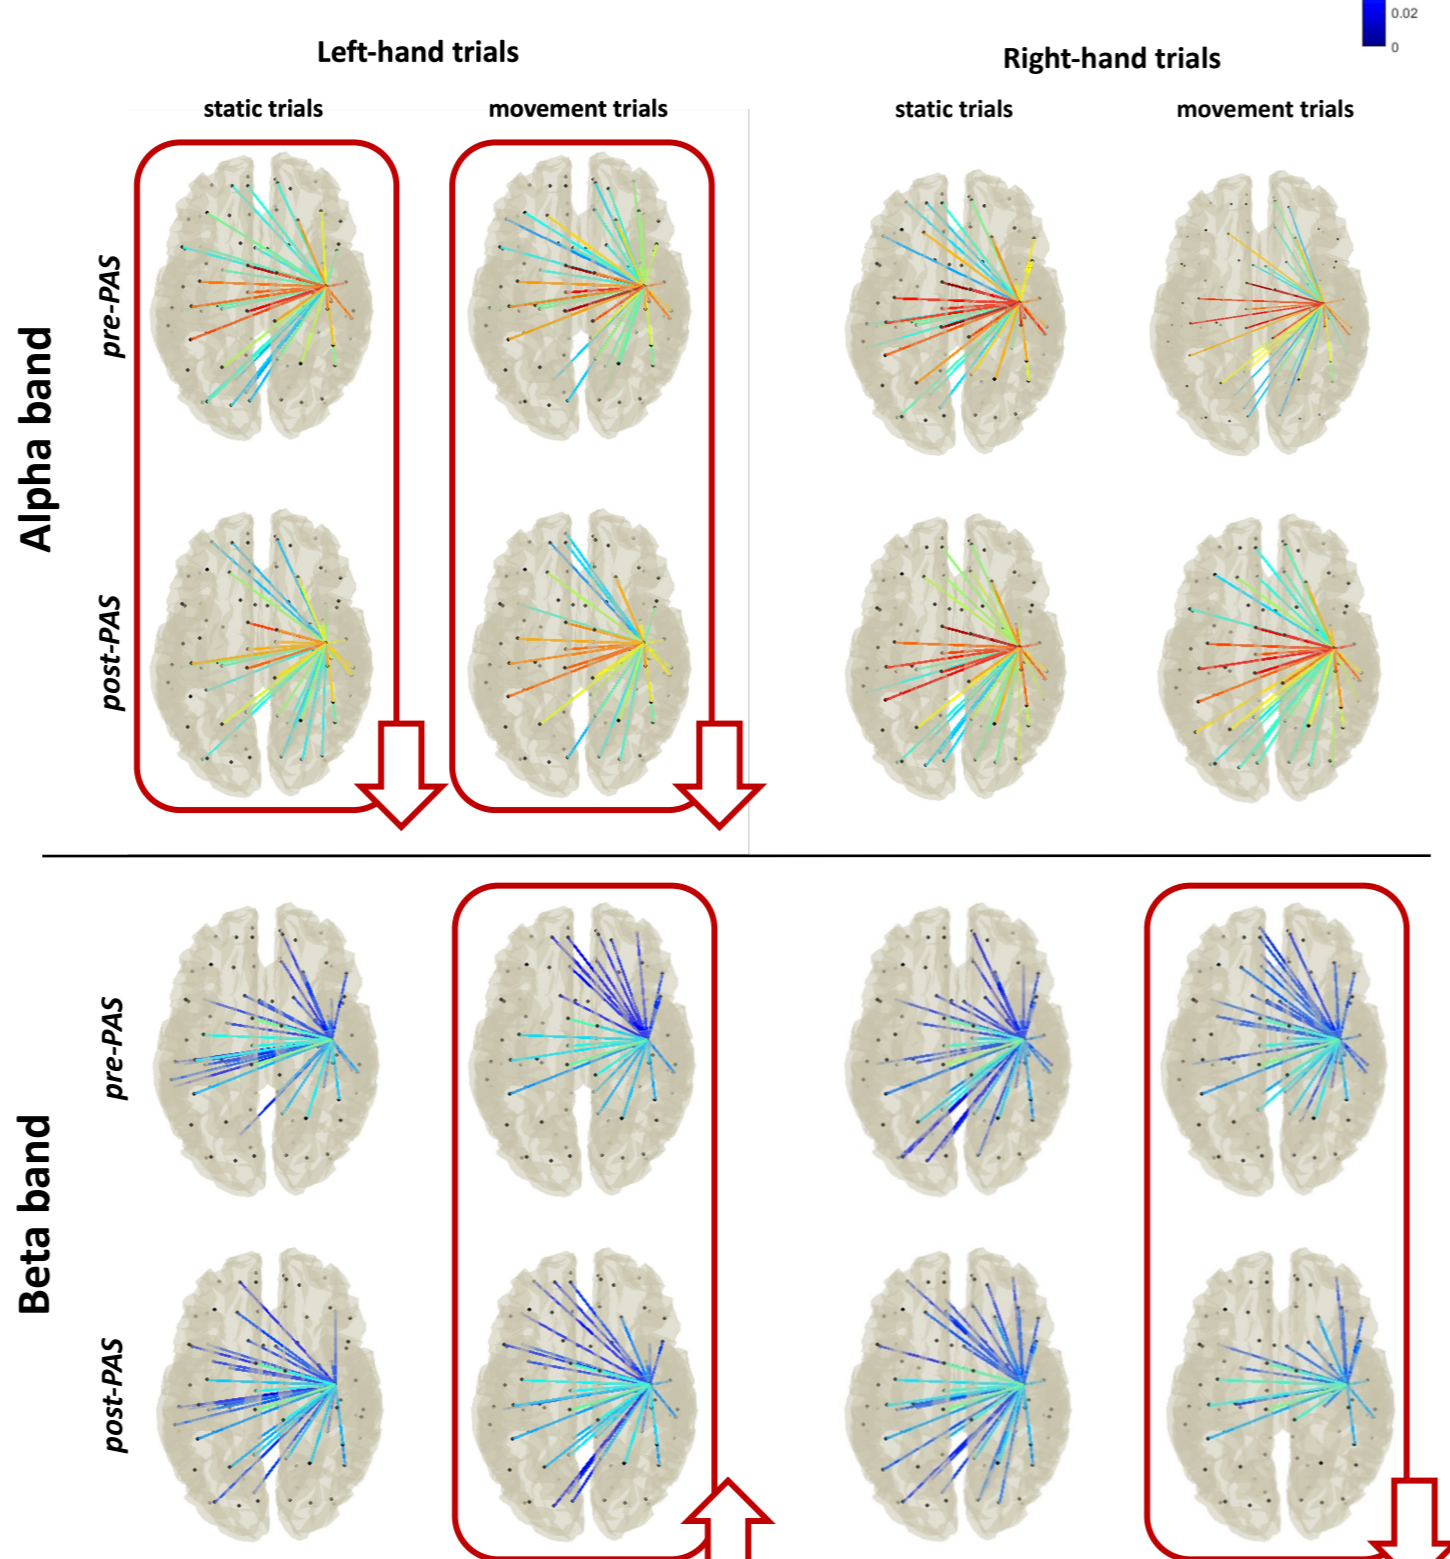 0.02
0
Left-hand trials
Right-hand trials
static trials
movement trials
static trials
movement trials
Alpha band
pre-PAS
post-PAS
Beta band
pre-PAS
post-PAS